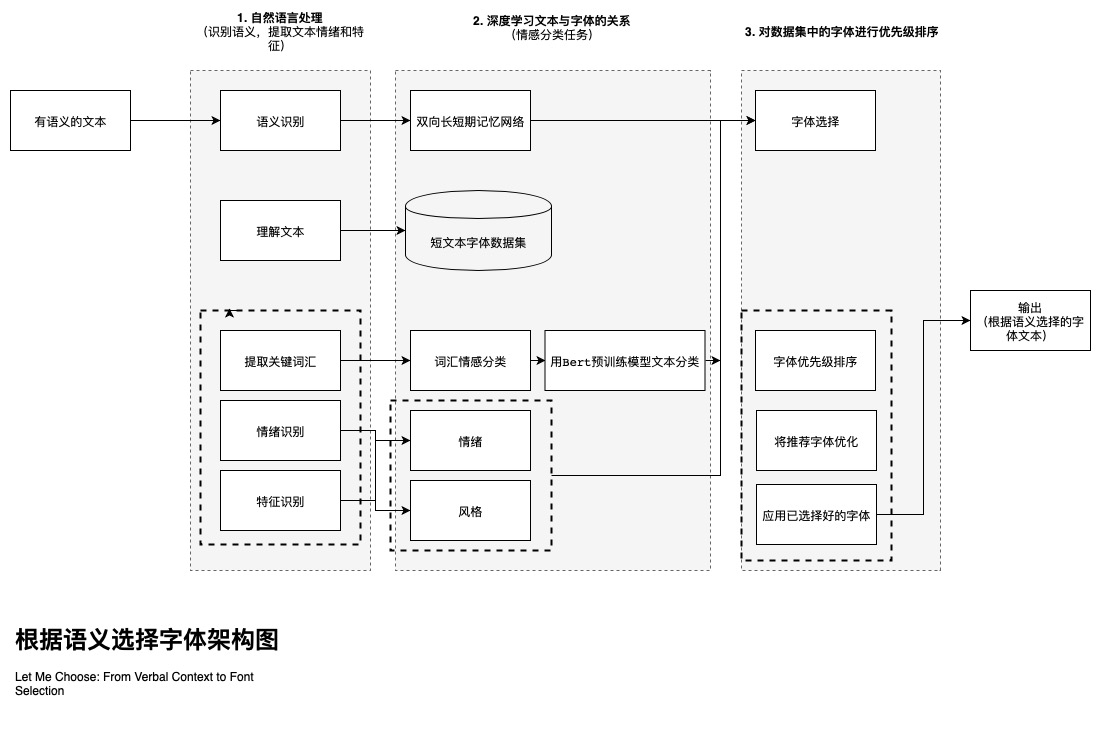 1. 自然语言处理
（识别语义，提取文本情绪和特
征）
2. 深度学习文本与字体的关系
（情感分类任务）
3. 对数据集中的字体进行优先级排序
有语义的文本
语义识别
双向长短期记忆网络
字体选择
理解文本
短文本字体数据集
输出
（根据语义选择的字
体文本）
提取关键词汇
词汇情感分类
用Bert预训练模型文本分类
字体优先级排序
情绪识别
情绪
将推荐字体优化
特征识别
风格
应用已选择好的字体
根据语义选择字体架构图
Let Me Choose: From Verbal Context to Font
Selection